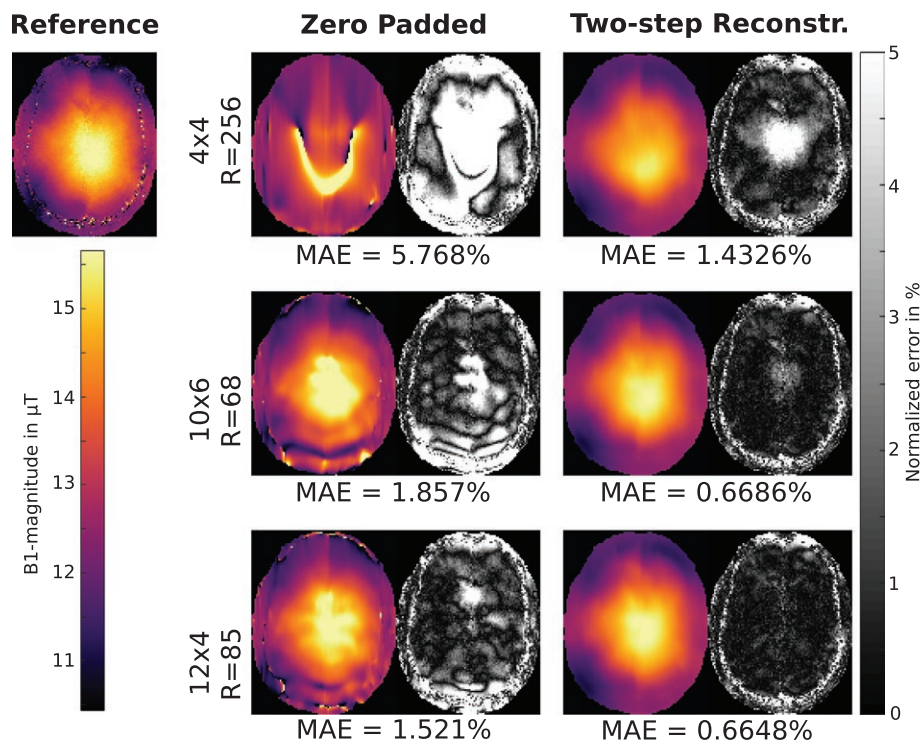 Reference
Zero Padded
Two-step Reconstr.
4x4
R=256
MAE = 5.768%
MAE = 1.4326%
10x6
R=68
MAE = 1.857%
MAE = 0.6686%
12x4
R=85
MAE = 1.521%
MAE = 0.6648%
B1-magnitude in µT
15
14
13
12
11
5
4
3
2
1
0
Normalized error in %